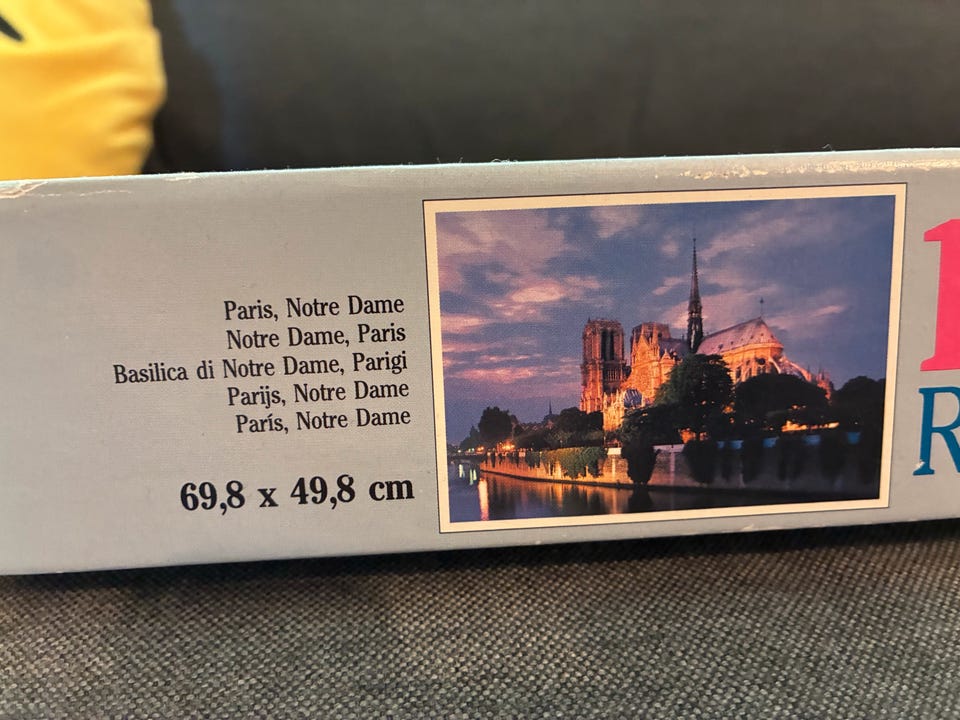 Paris, Notre Dame
Notre Dame, Paris
Basilica di Notre Dame, Parigi
Parijs, Notre Dame
París, Notre Dame
69,8 x 49,8 cm
1
R